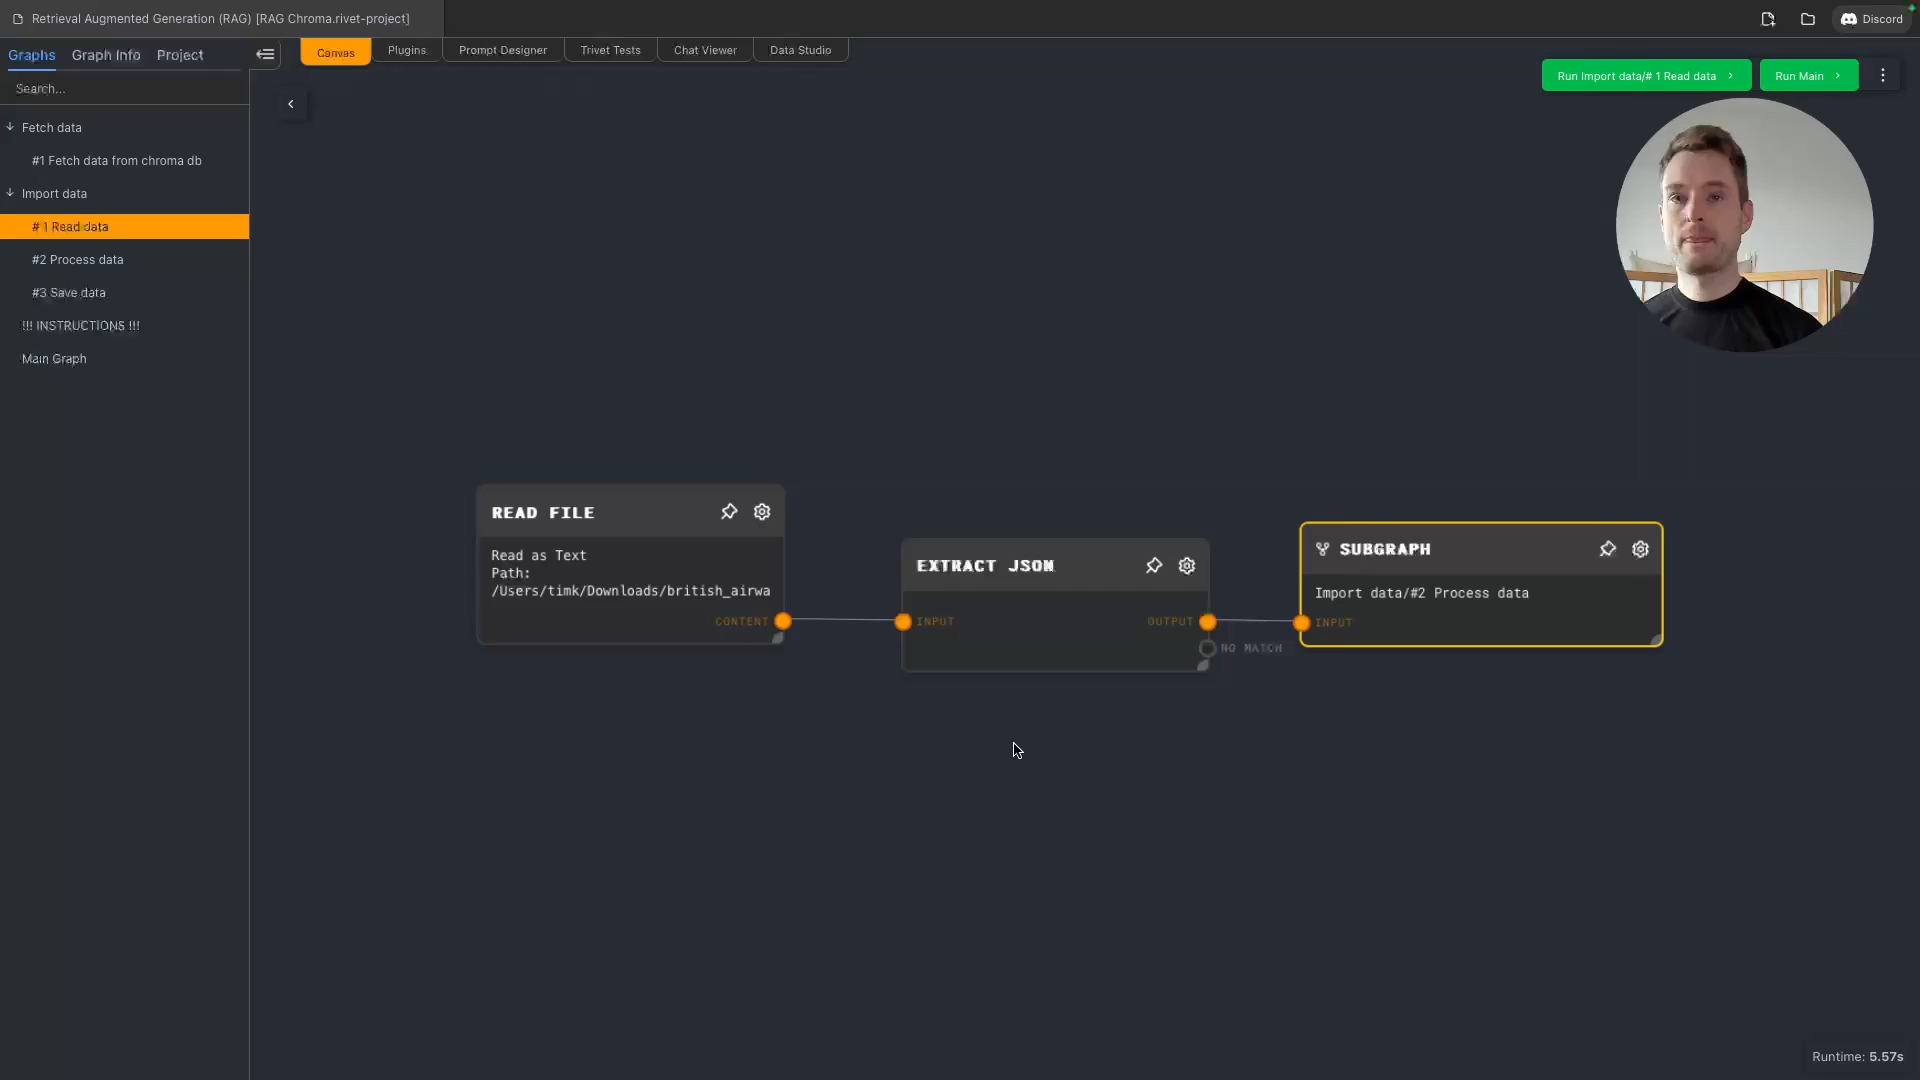 Retrieval Augmented Generation (RAG) [RAG Chroma.rivet-project]
Discord
Graphs Graph Info Project
Canvas Plugins Prompt Designer Trivet Tests Chat Viewer Data Studio
Run Import data/# 1 Read data Run Main
Search...
Fetch data
#1 Fetch data from chroma db
Import data
# 1 Read data
#2 Process data
#3 Save data
!!! INSTRUCTIONS !!!
Main Graph
READ FILE
Read as Text
Path:
/Users/timk/Downloads/british_airwa
CONTENT
EXTRACT JSON
INPUT
OUTPUT
NO MATCH
SUBGRAPH
Import data/#2 Process data
INPUT
Runtime: 5.57s